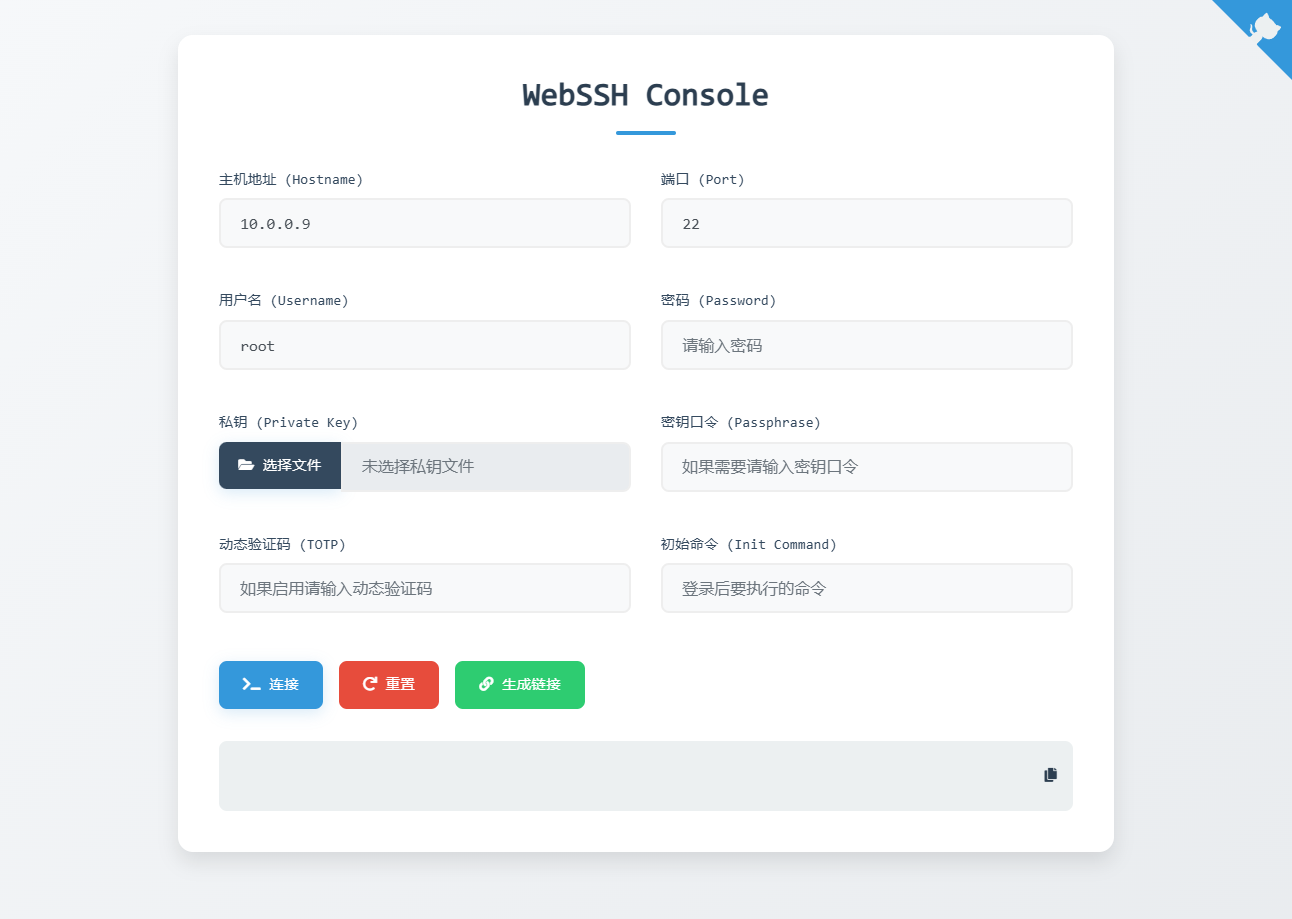 WebSSH Console
主机地址 (Hostname)
端口 (Port)
10.0.0.9
22
用户名 (Username)
密码 (Password)
root
请输入密码
私钥 (Private Key)
密钥口令 (Passphrase)
选择文件
未选择私钥文件
如果需要请输入密钥口令
动态验证码 (TOTP)
初始命令 (Init Command)
如果启用请输入动态验证码
登录后要执行的命令
连接
重置
生成链接